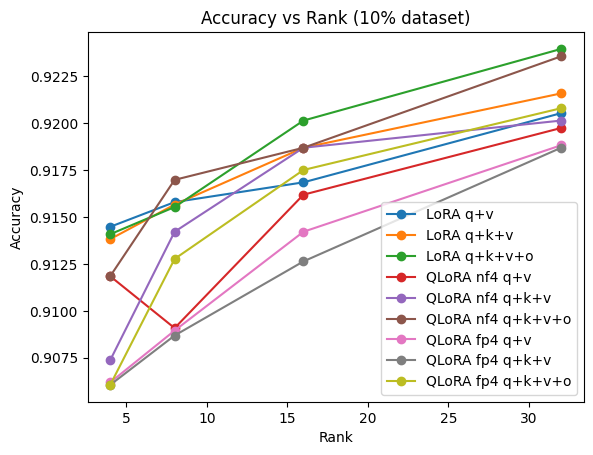 Accuracy vs Rank (10% dataset)
Accuracy
0.9225
0.9200
0.9175
0.9150
0.9125
0.9100
0.9075
LoRA q+v
LoRA q+k+v
LoRA q+k+v+o
QLoRA nf4 q+v
QLoRA nf4 q+k+v
QLoRA nf4 q+k+v+o
QLoRA fp4 q+v
QLoRA fp4 q+k+v
QLoRA fp4 q+k+v+o
5 10 15 20 25 30
Rank